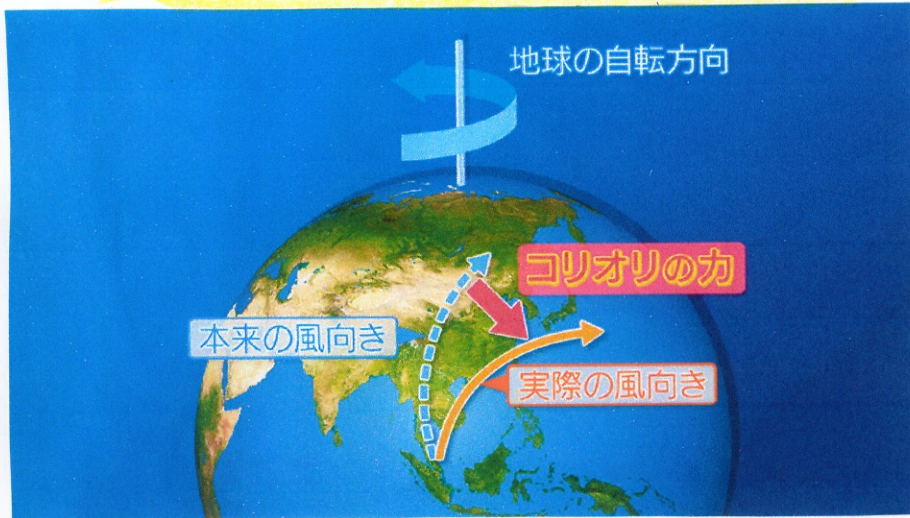 地球の自転方向
コリオリの力
本来の風向き
実際の風向き